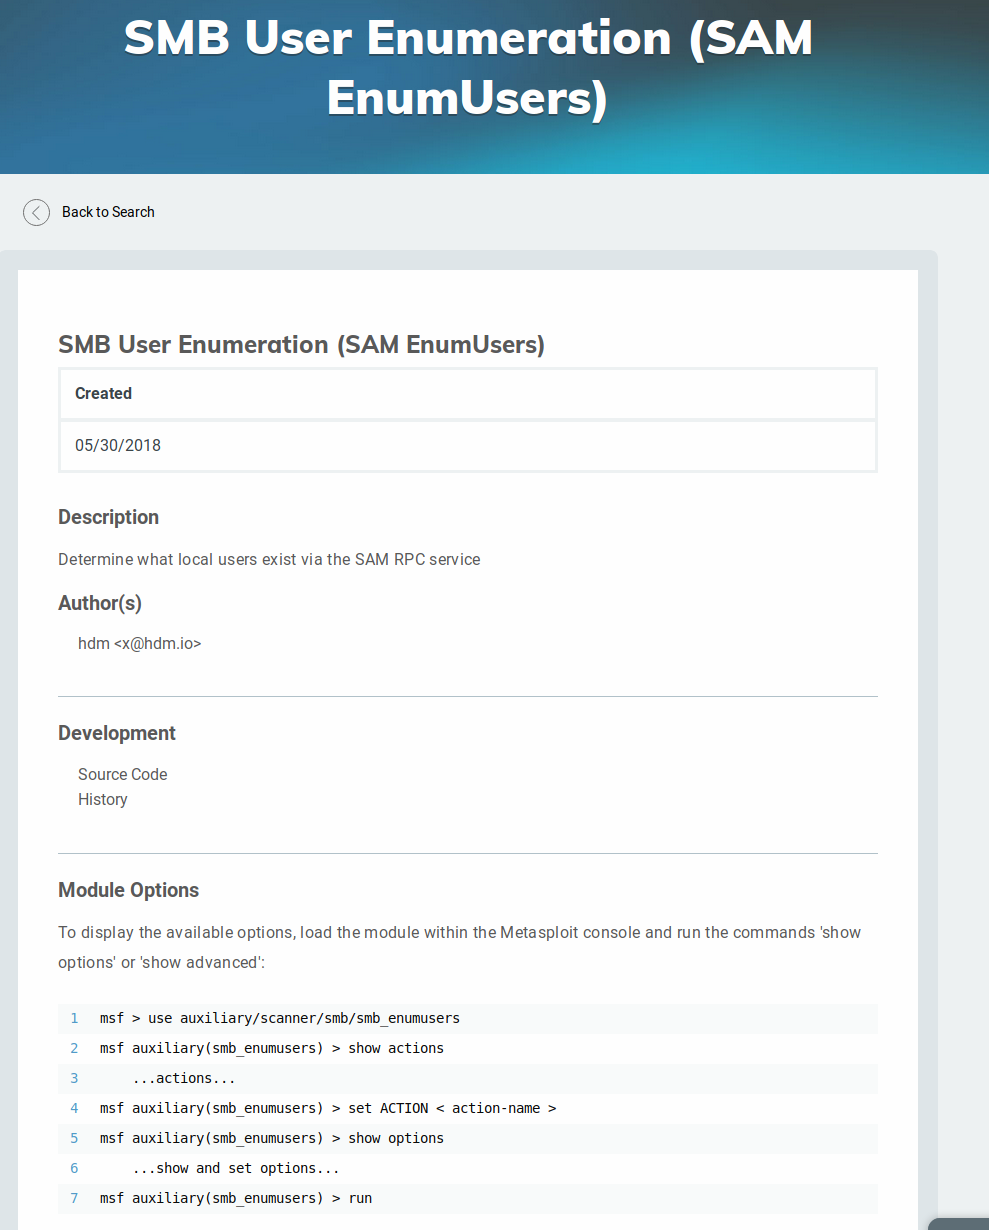 SMB User Enumeration (SAM
EnumUsers)
Back to Search
SMB User Enumeration (SAM EnumUsers)
Created
05/30/2018
Description
Determine what local users exist via the SAM RPC service
Author(s)
hdm <x@hdm.io>
Development
Source Code
History
Module Options
To display the available options, load the module within the Metasploit console and run the commands 'show
options' or 'show advanced':
1 msf > use auxiliary/scanner/smb/smb_enumusers
2 msf auxiliary(smb_enumusers) > show actions
3 ...actions...
4 msf auxiliary(smb_enumusers) > set ACTION < action-name >
5 msf auxiliary(smb_enumusers) > show options
6 ...show and set options...
7 msf auxiliary(smb_enumusers) > run